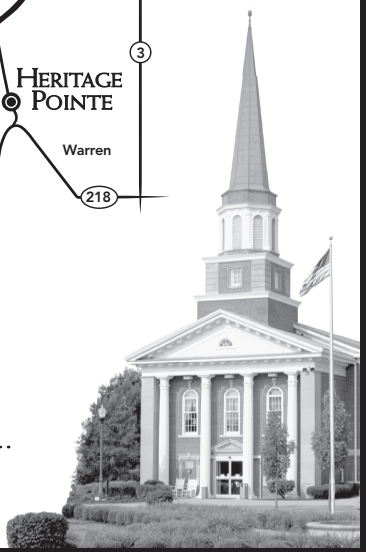 3
HERITAGE
POINTE
Warren
218
..